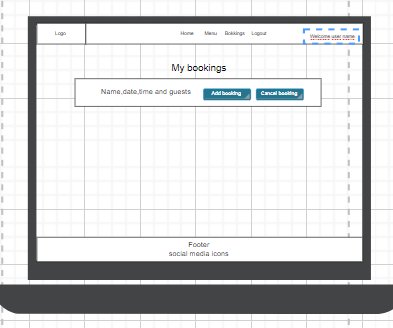 Logo
Home Menu Bokkings Logout
Welcome user name
My bookings
Name,date,time and guests
Add booking
Cancel booking
Footer
social media icons